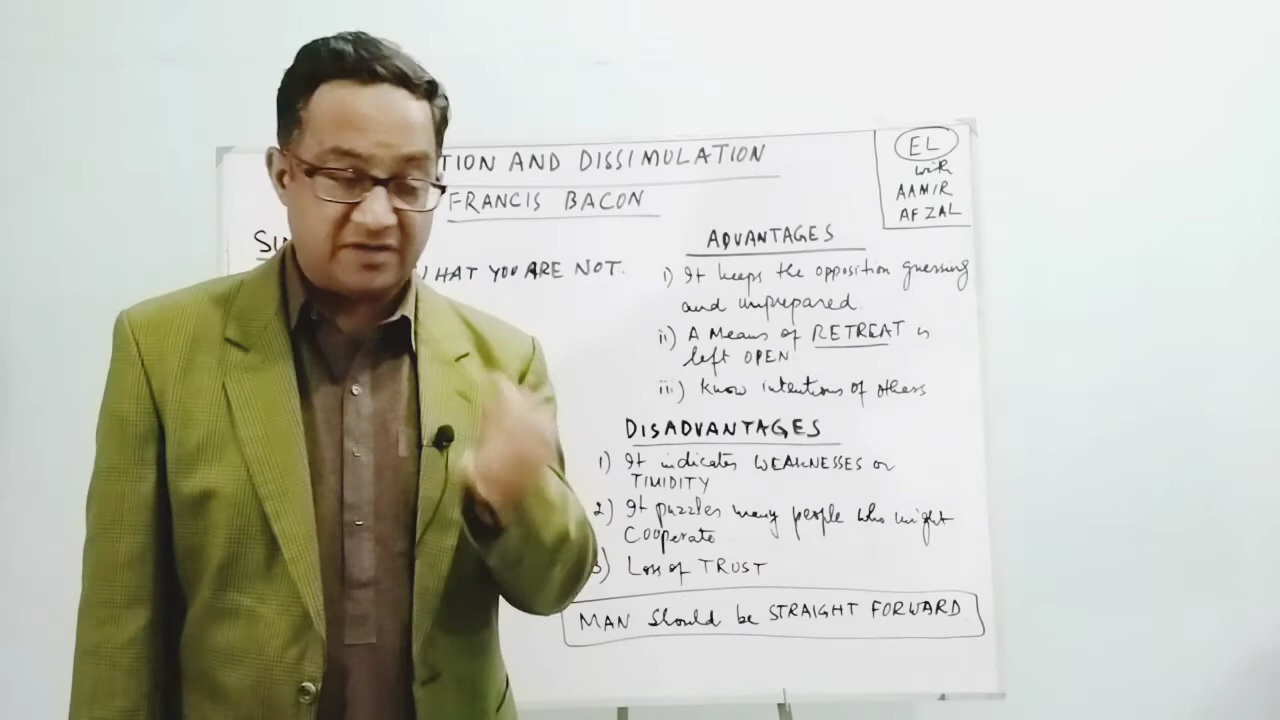 TION AND DISSIMULATION
FRANCIS BACON
EL
with
AAMIR
AFZAL
HAT YOU ARE NOT.
ADVANTAGES
i) It keeps the opposition guessing
and unprepared.
ii) A Means of RETREAT is
left OPEN
iii) Know intentions of others
DISADVANTAGES
1) It indicates WEAKNESSES or
TIMIDITY
2) It puzzles many people who might
Cooperate
3) Loss of TRUST
MAN Should be STRAIGHT FORWARD